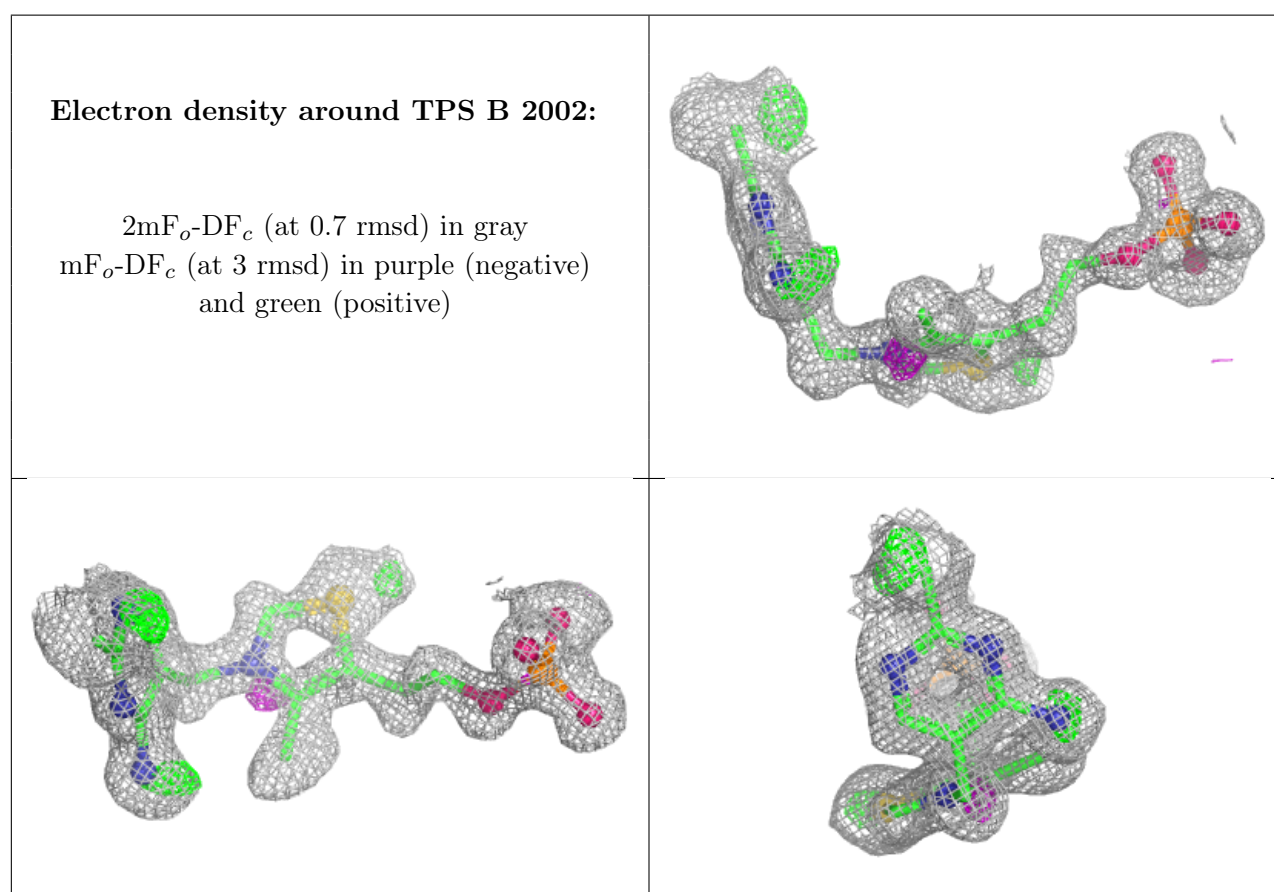 Electron density around TPS B 2002:
2mFo-DFc (at 0.7 rmsd) in gray
mFo-DFc (at 3 rmsd) in purple (negative)
and green (positive)